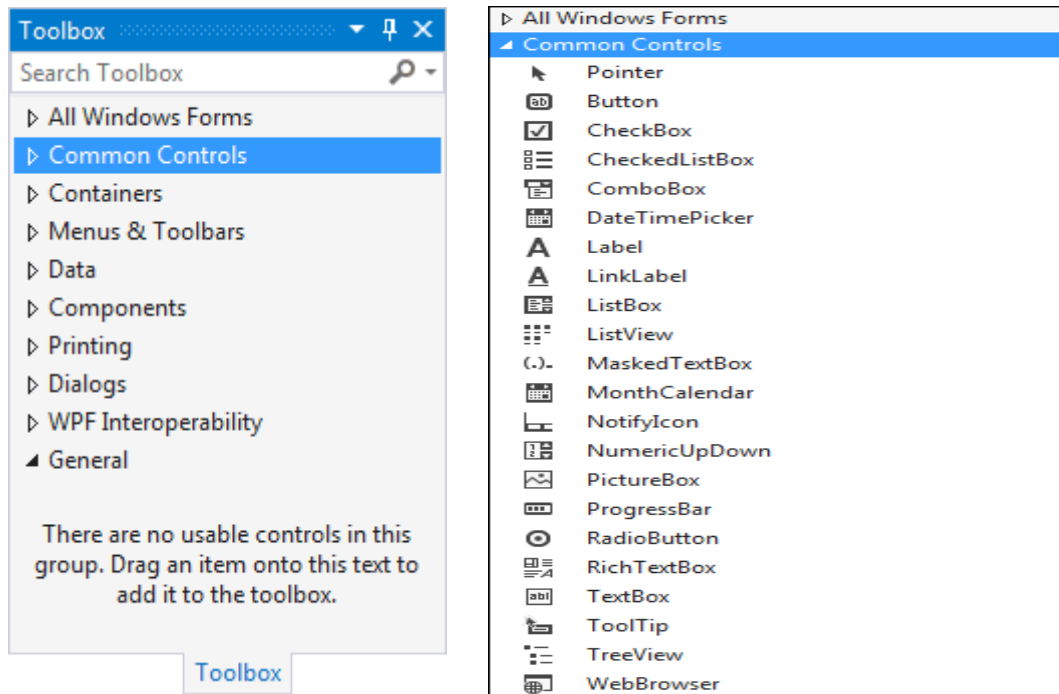 Toolbox
Search Toolbox
All Windows Forms
Common Controls
Containers
Menus & Toolbars
Data
Components
Printing
Dialogs
WPF Interoperability
General
There are no usable controls in this
group. Drag an item onto this text to
add it to the toolbox.
Toolbox
All Windows Forms
Common Controls
Pointer
Button
CheckBox
CheckedListBox
ComboBox
DateTimePicker
Label
LinkLabel
ListBox
ListView
MaskedTextBox
MonthCalendar
NotifyIcon
NumericUpDown
PictureBox
ProgressBar
RadioButton
RichTextBox
TextBox
ToolTip
TreeView
WebBrowser